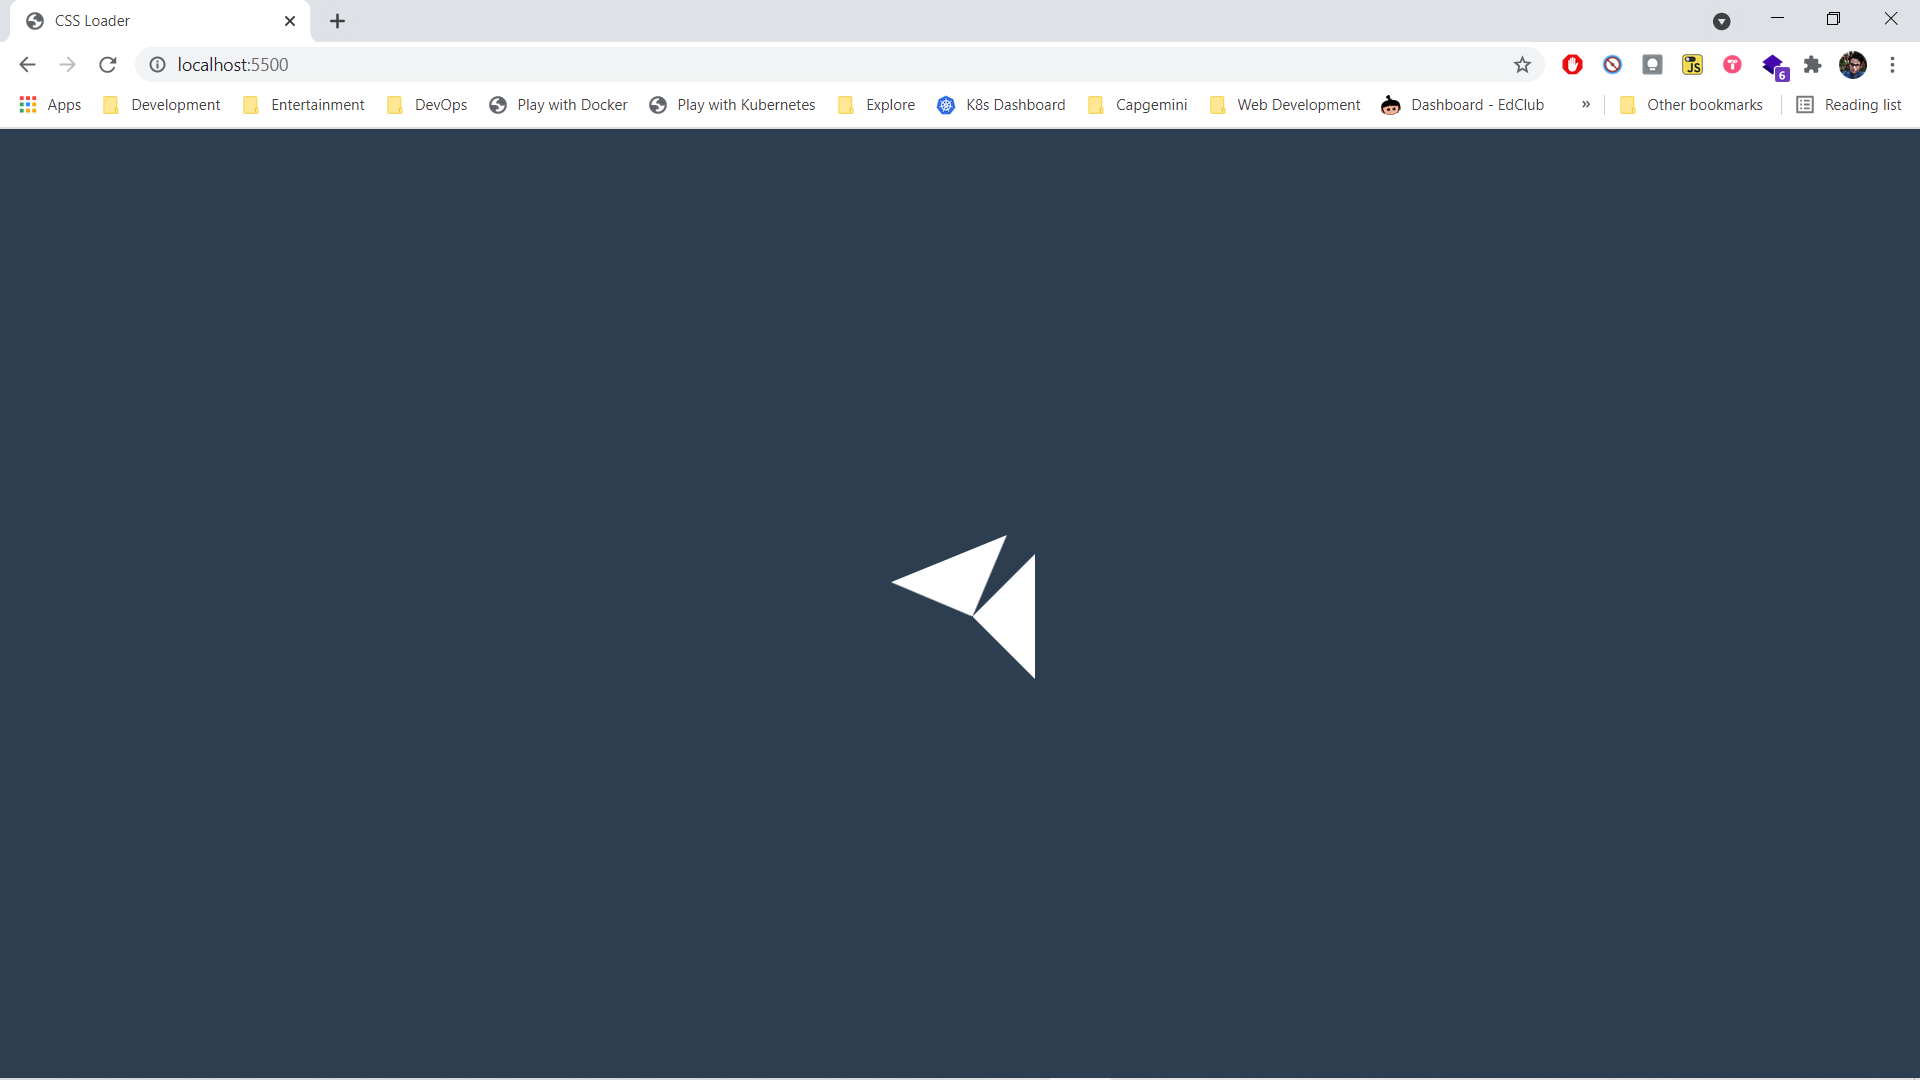 CSS Loader
localhost:5500
JS
6
Apps Development Entertainment DevOps Play with Docker Play with Kubernetes Explore K8s Dashboard Capgemini Web Development Dashboard - EdClub » Other bookmarks Reading list